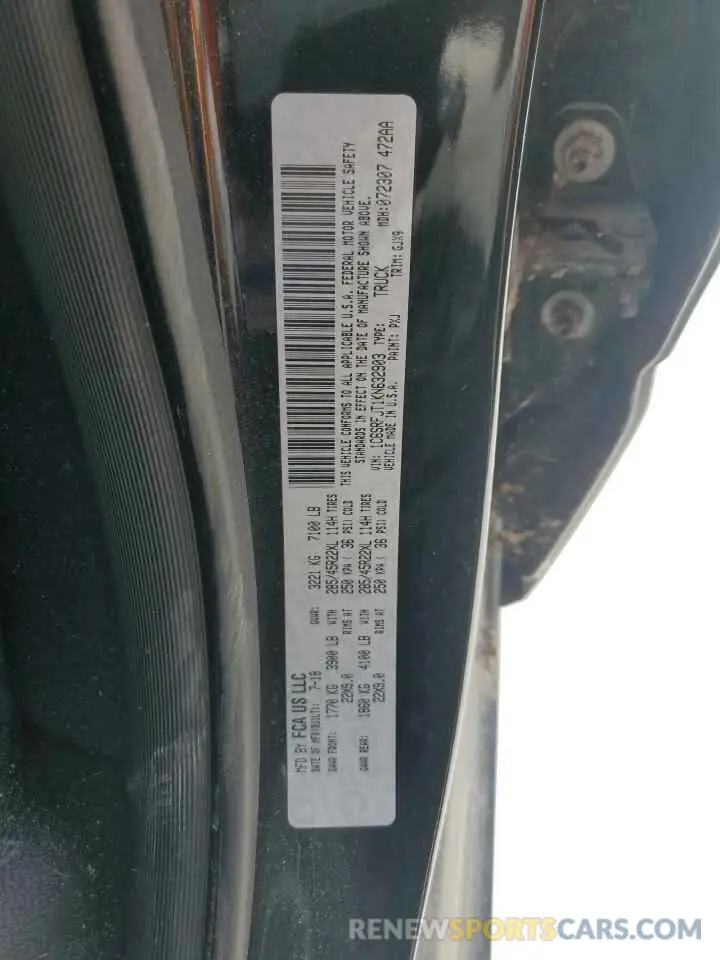 MFD BY FCA US LLC
DATE OF MFD(BUILT): 7-18 GVWR: 3221 KG 7100 LB
GAWR FRONT: 1770 KG 3900 LB WITH 285/45R22XL 114H TIRES
22X9.0 RIMS AT 250 KPA ( 36 PSI) COLD
GAWR REAR: 1860 KG 4100 LB WITH 285/45R22XL 114H TIRES
22X9.0 RIMS AT 250 KPA ( 36 PSI) COLD
THIS VEHICLE CONFORMS TO ALL APPLICABLE U.S.A. FEDERAL MOTOR VEHICLE SAFETY
STANDARDS IN EFFECT ON THE DATE OF MANUFACTURE SHOWN ABOVE.
VIN: 1C6SRFJT1KN632903 TYPE: TRUCK MDH:072307 472AA
VEHICLE MADE IN U.S.A. PAINT: PXJ TRIM: GJX9
RENEWSPORTSCARS.COM